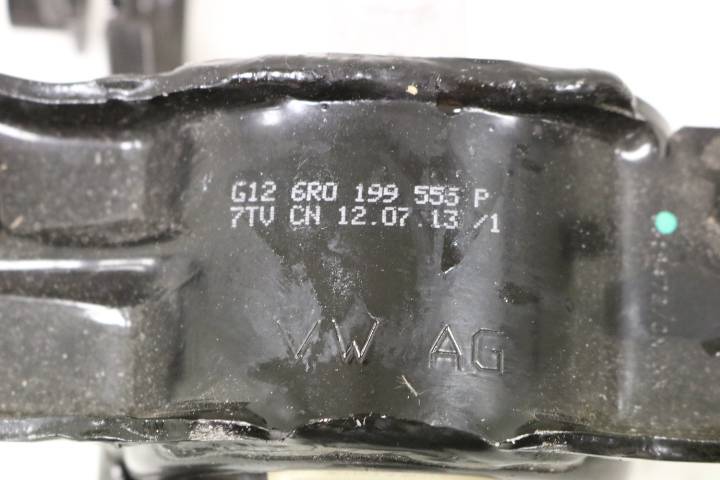 G12 6R0 199 555 P
7TV CN 12.07.13 /1
VW AG